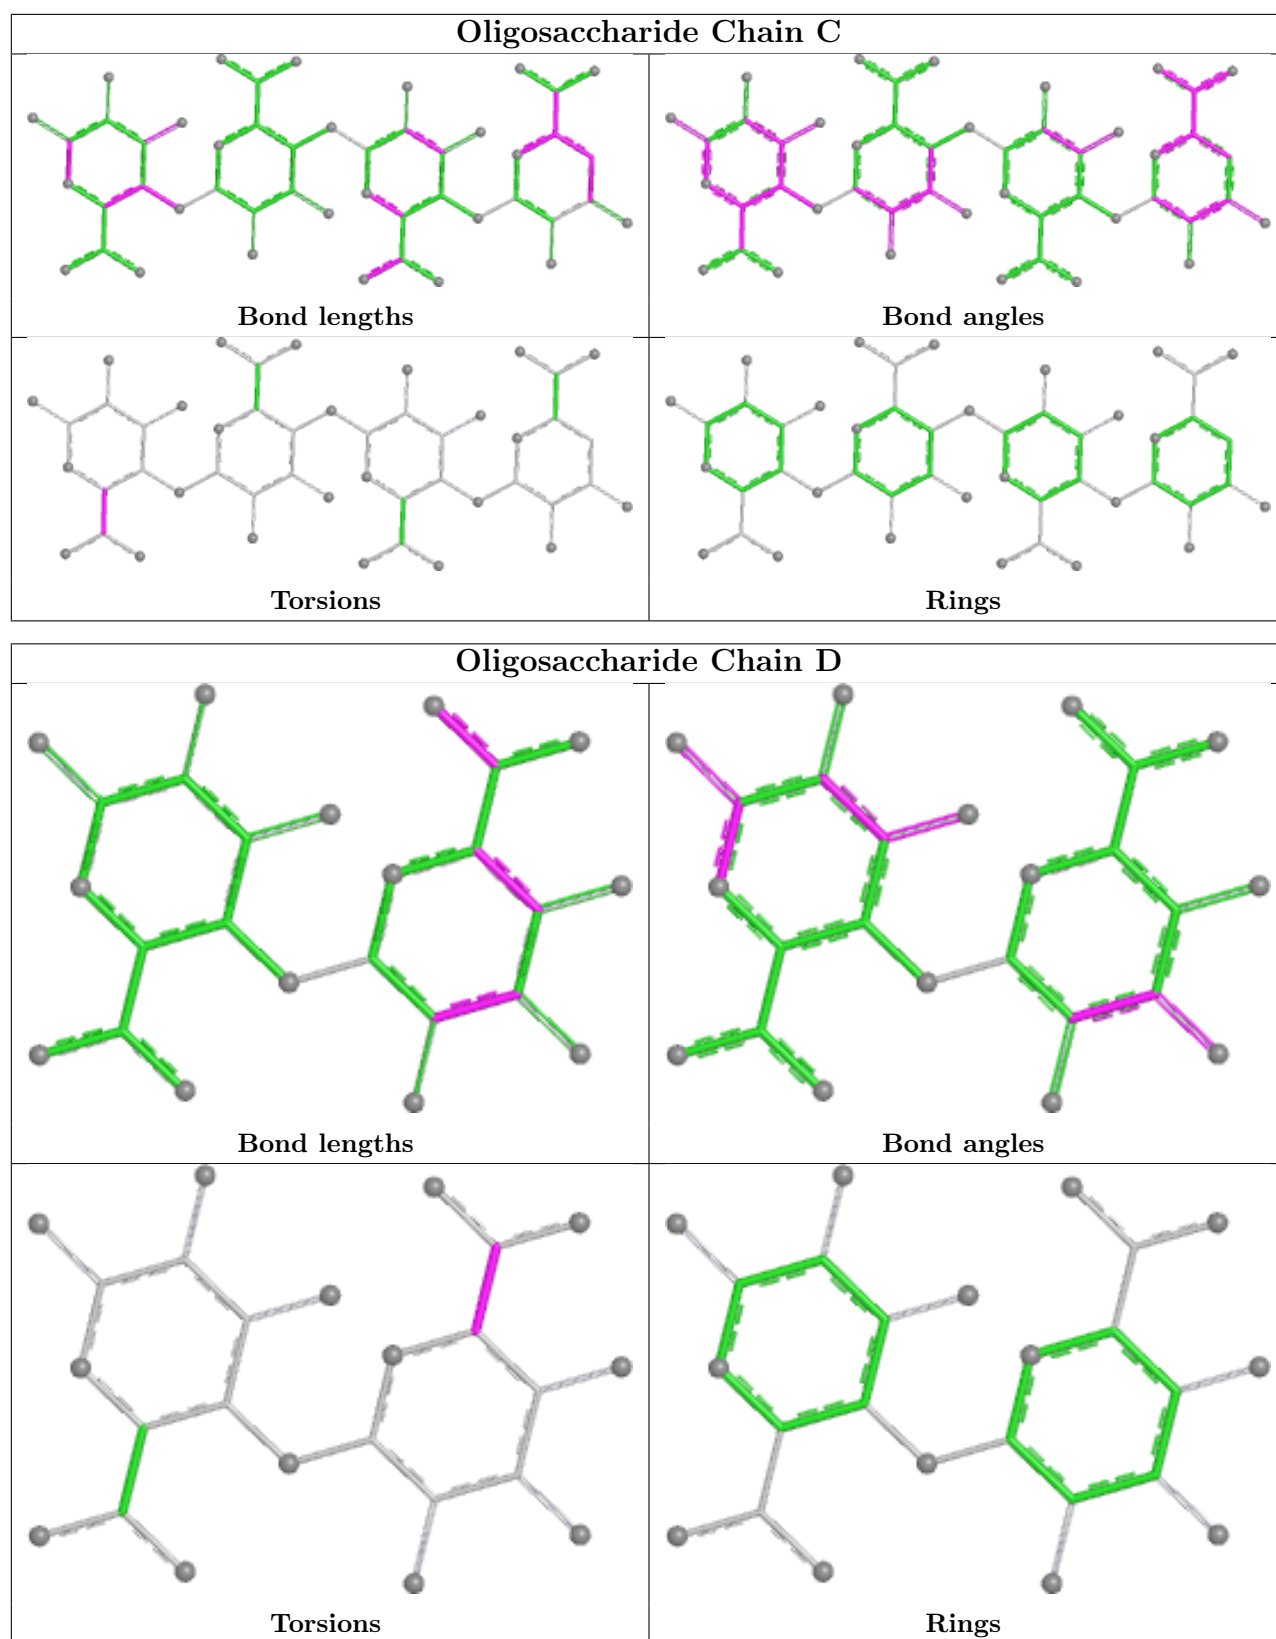 Oligosaccharide Chain C
Bond lengths
Bond angles
Torsions
Rings
Oligosaccharide Chain D
Bond lengths
Bond angles
Torsions
Rings